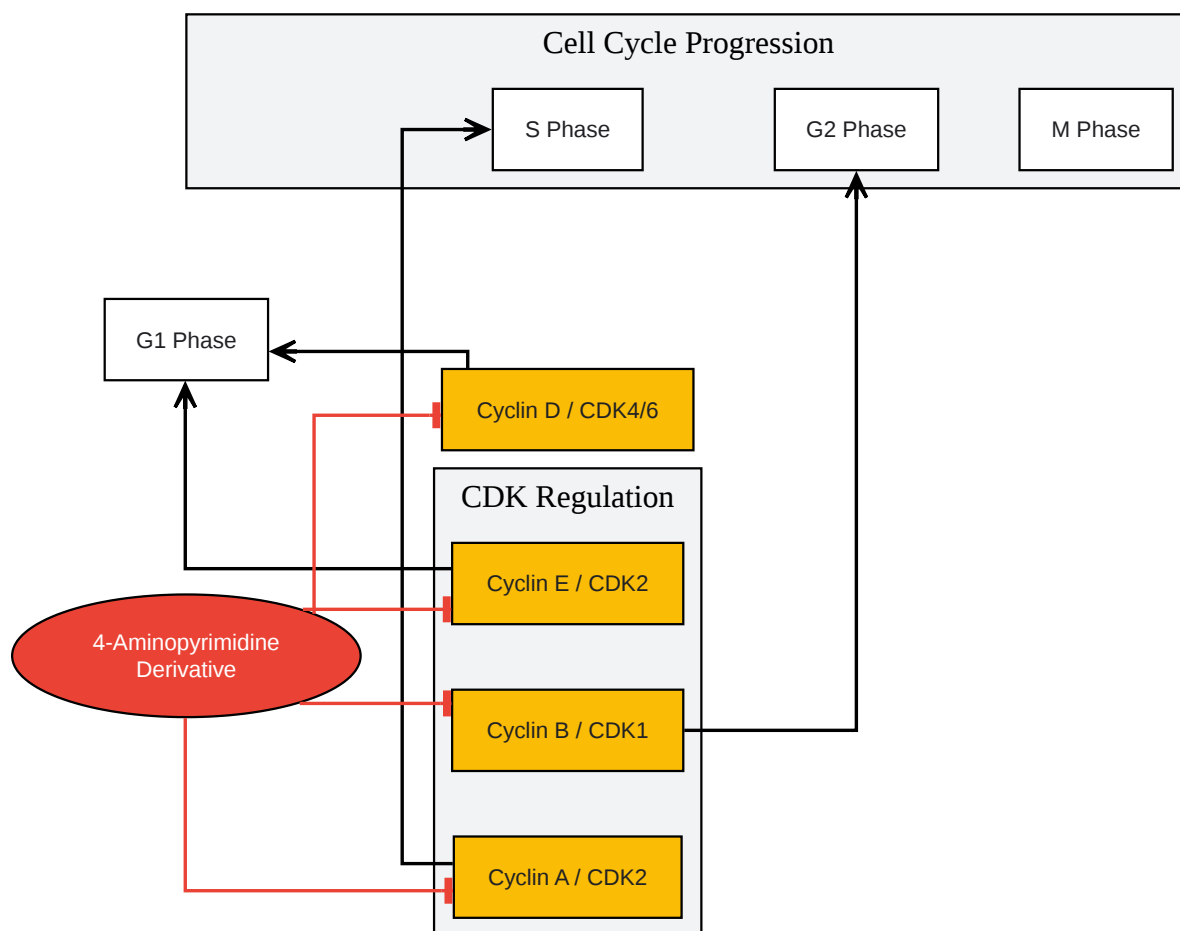 Cell Cycle Progression
S Phase
G2 Phase
M Phase
G1 Phase
Cyclin D / CDK4/6
CDK Regulation
Cyclin E / CDK2
4-Aminopyrimidine
Derivative
Cyclin B / CDK1
Cyclin A / CDK2